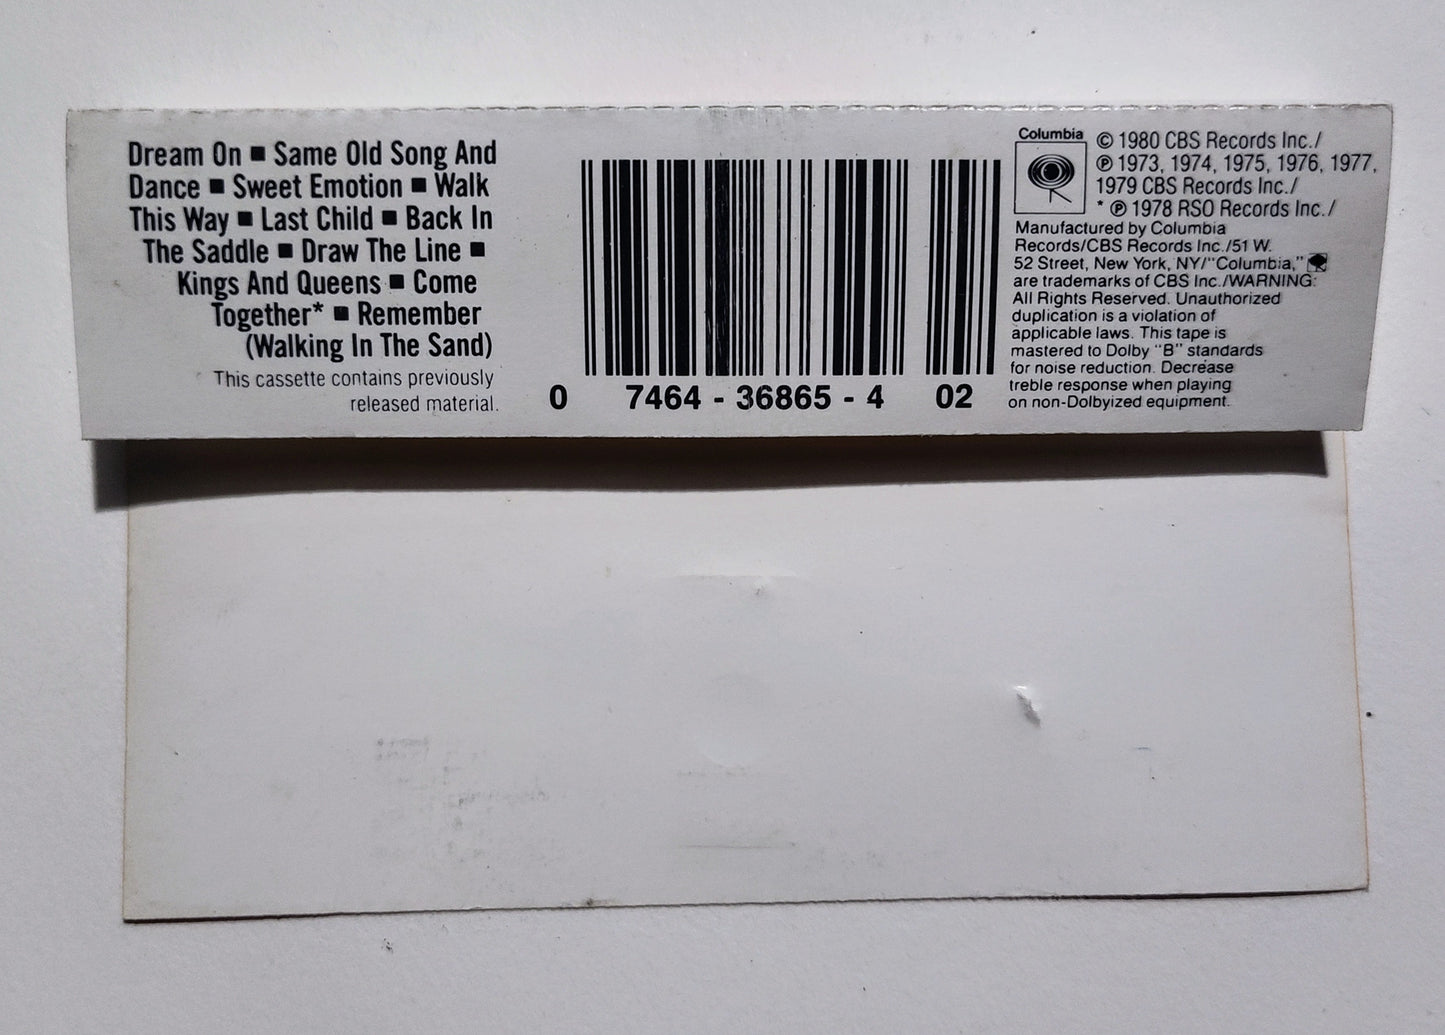 Dream On ■ Same Old Song And
Dance ■ Sweet Emotion ■ Walk
This Way ■ Last Child ■ Back In
The Saddle ■ Draw The Line ■
Kings And Queens ■ Come
Together* ■ Remember
(Walking In The Sand)
This cassette contains previously
released material.
0 7464 - 36865 - 4 02
Columbia
© 1980 CBS Records Inc./
℗ 1973, 1974, 1975, 1976, 1977,
1979 CBS Records Inc./
* ℗ 1978 RSO Records Inc./
Manufactured by Columbia
Records/CBS Records Inc./51 W.
52 Street, New York, NY/"Columbia,"
are trademarks of CBS Inc./WARNING:
All Rights Reserved. Unauthorized
duplication is a violation of
applicable laws. This tape is
mastered to Dolby "B" standards
for noise reduction. Decrease
treble response when playing
on non-Dolbyized equipment.